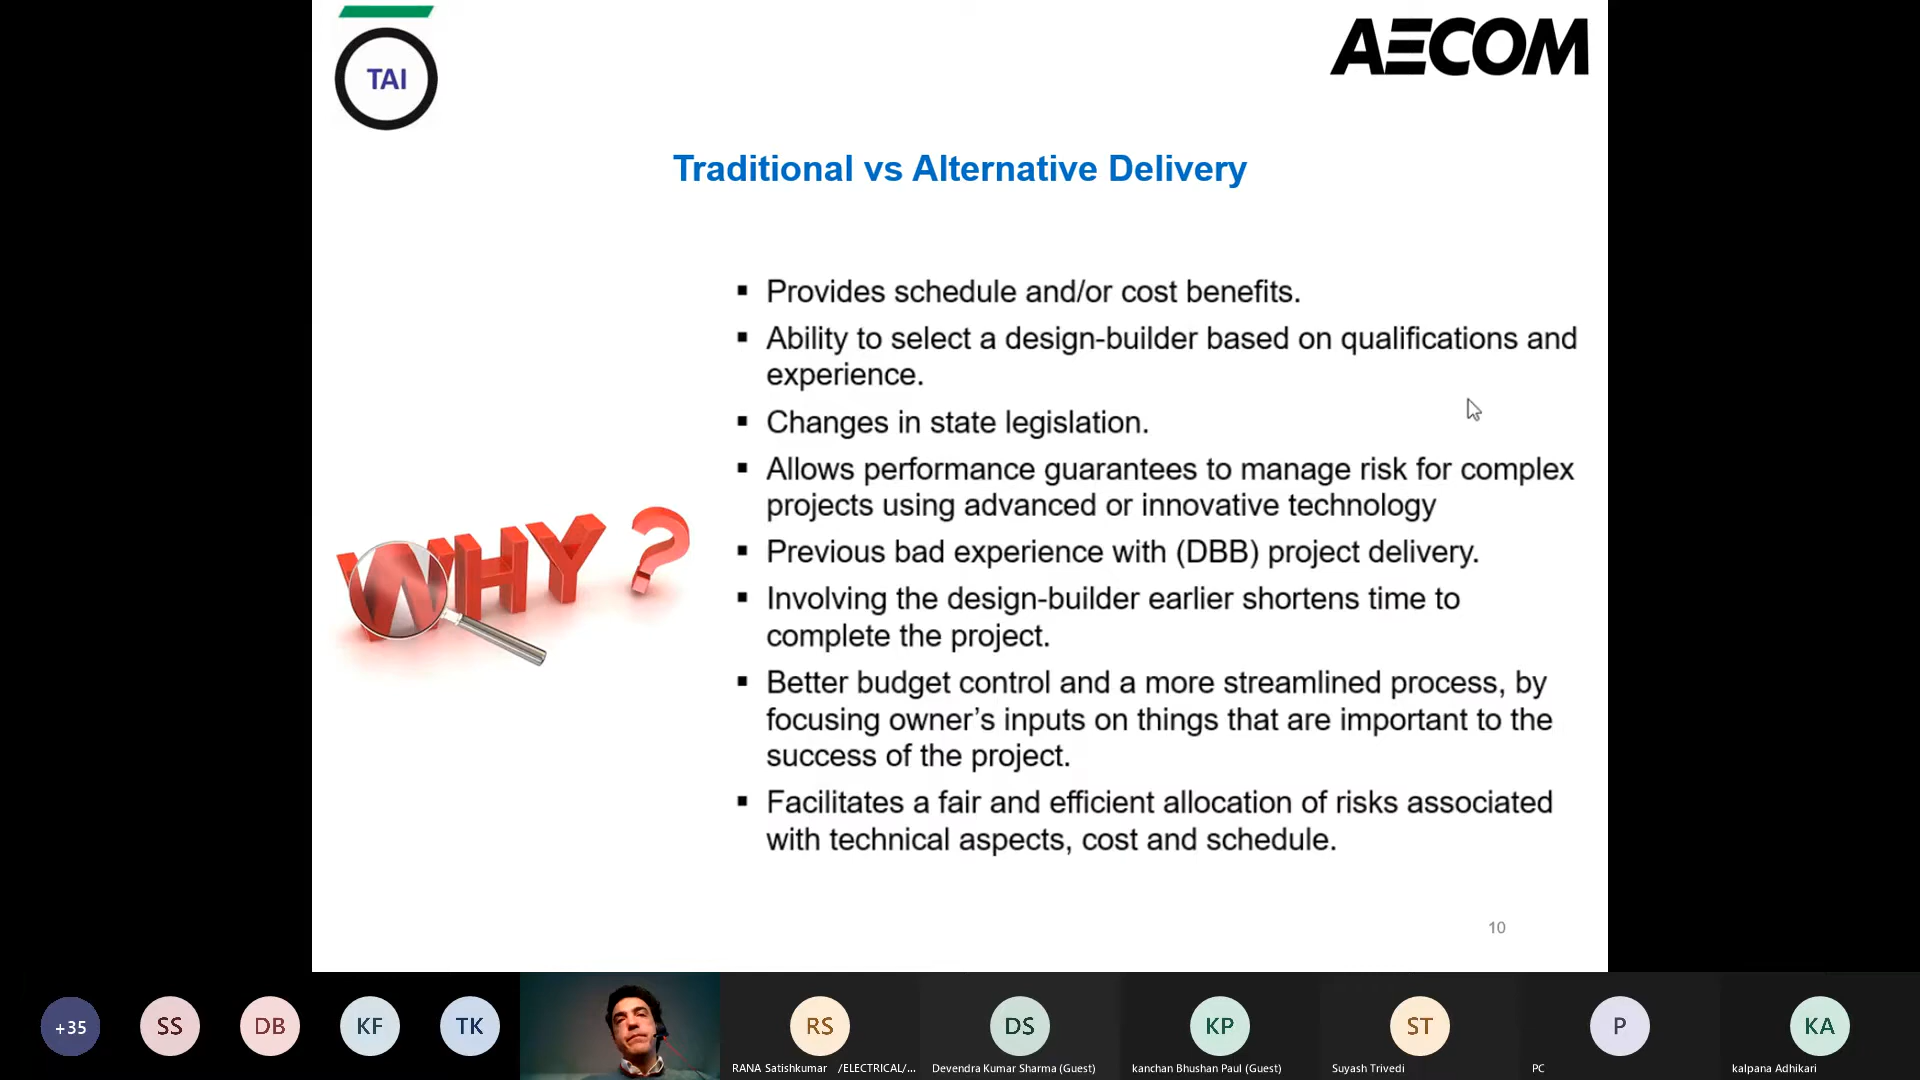 TAI
AECOM
Traditional vs Alternative Delivery
▪ Provides schedule and/or cost benefits.
▪ Ability to select a design-builder based on qualifications and
experience.
▪ Changes in state legislation.
▪ Allows performance guarantees to manage risk for complex
projects using advanced or innovative technology
▪ Previous bad experience with (DBB) project delivery.
▪ Involving the design-builder earlier shortens time to
complete the project.
▪ Better budget control and a more streamlined process, by
focusing owner’s inputs on things that are important to the
success of the project.
▪ Facilitates a fair and efficient allocation of risks associated
with technical aspects, cost and schedule.
WHY ?
10
+35
SS
DB
KF
TK
RS
DS
KP
ST
P
KA
RANA Satishkumar /ELECTRICAL/...
Devendra Kumar Sharma (Guest)
kanchan Bhushan Paul (Guest)
Suyash Trivedi
PC
kalpana Adhikari